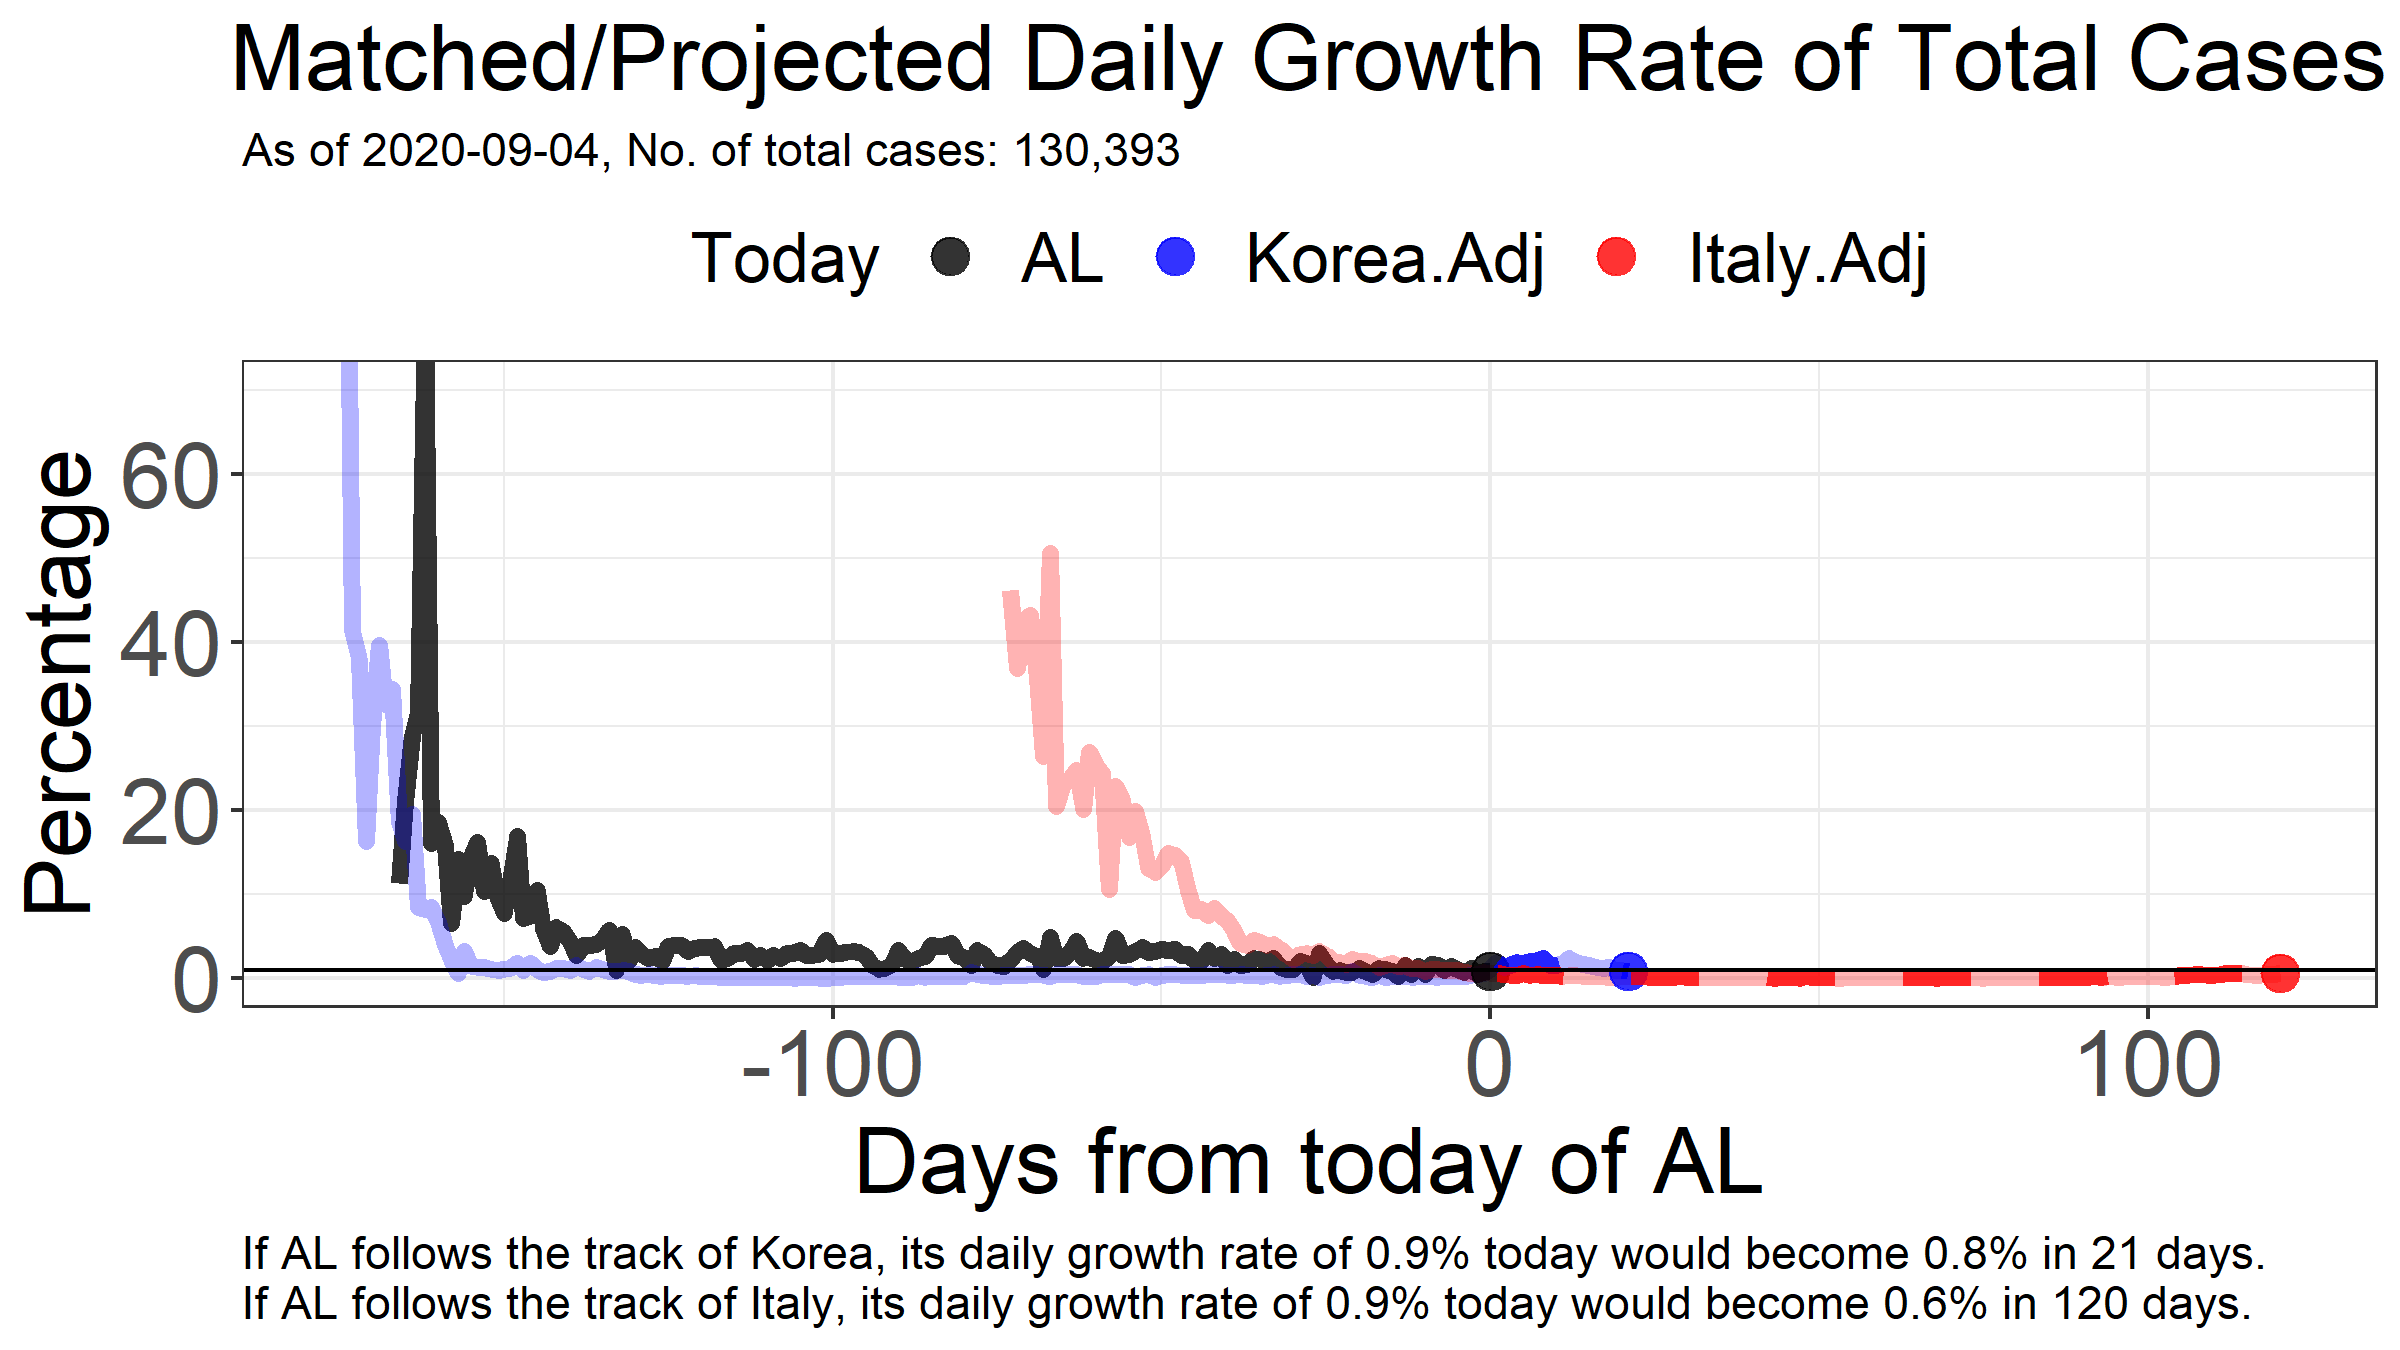 Matched/Projected Daily Growth Rate of Total Cases
As of 2020-09-04, No. of total cases: 130,393
Today AL Korea.Adj Italy.Adj
Percentage
60
40
20
0
-100 0 100
Days from today of AL
If AL follows the track of Korea, its daily growth rate of 0.9% today would become 0.8% in 21 days.
If AL follows the track of Italy, its daily growth rate of 0.9% today would become 0.6% in 120 days.